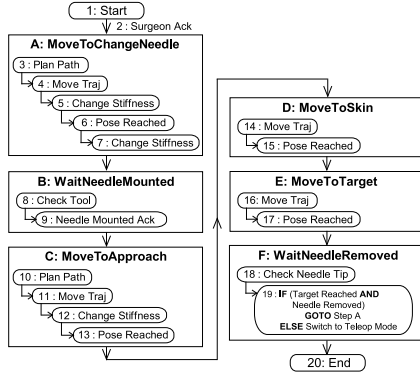 1: Start
2 : Surgeon Ack
A: MoveToChangeNeedle
3 : Plan Path
4 : Move Traj
5 : Change Stiffness
6 : Pose Reached
7 : Change Stiffness
B: WaitNeedleMounted
8 : Check Tool
9 : Needle Mounted Ack
C: MoveToApproach
10 : Plan Path
11 : Move Traj
12 : Change Stiffness
13 : Pose Reached
D: MoveToSkin
14 : Move Traj
15 : Pose Reached
E: MoveToTarget
16: Move Traj
17 : Pose Reached
F: WaitNeedleRemoved
18 : Check Needle Tip
19 : IF (Target Reached AND
Needle Removed)
GOTO Step A
ELSE Switch to Teleop Mode
20: End